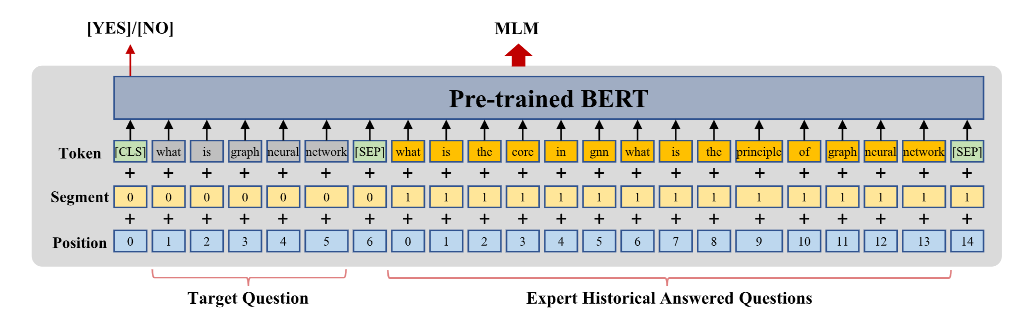 [YES]/[NO] MLM
Pre-trained BERT
Token [CLS] what is graph neural network [SEP] what is the core in gnn what is the principle of graph neural network [SEP]
+ + + + + + + + + + + + + + + + + + + + + +
Segment 0 0 0 0 0 0 0 1 1 1 1 1 1 1 1 1 1 1 1 1 1 1
+ + + + + + + + + + + + + + + + + + + + + +
Position 0 1 2 3 4 5 6 0 1 2 3 4 5 6 7 8 9 10 11 12 13 14
Target Question Expert Historical Answered Questions